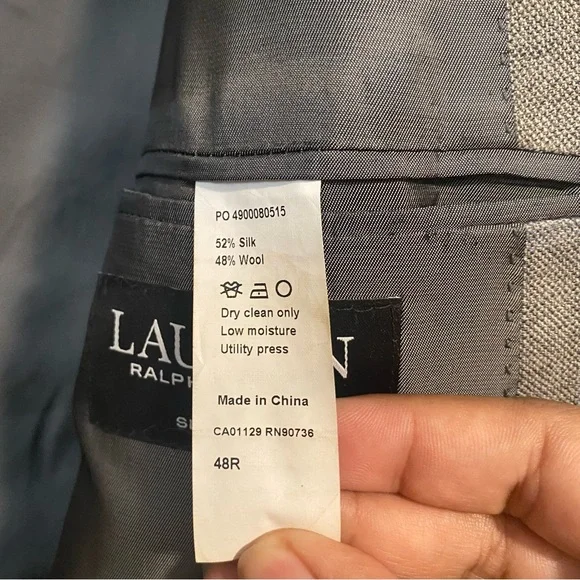 PO 4900080515
52% Silk
48% Wool
Dry clean only
Low moisture
Utility press
Made in China
CA01129 RN90736
48R
LAU N
RALPH